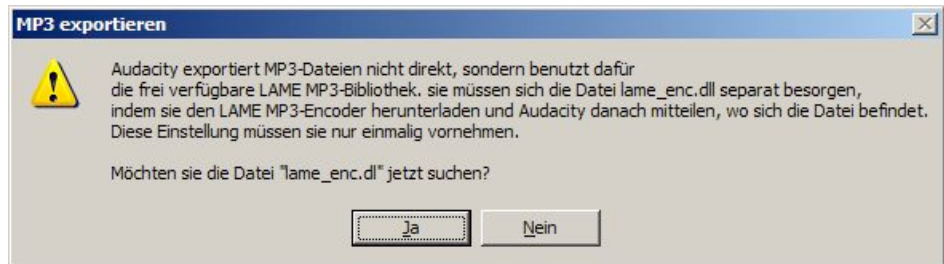 MP3 exportieren
Audacity exportiert MP3-Dateien nicht direkt, sondern benutzt dafür
die frei verfügbare LAME MP3-Bibliothek. sie müssen sich die Datei lame_enc.dll separat besorgen,
indem sie den LAME MP3-Encoder herunterladen und Audacity danach mitteilen, wo sich die Datei befindet.
Diese Einstellung müssen sie nur einmalig vornehmen.
Möchten sie die Datei "lame_enc.dl" jetzt suchen?
Ja
Nein